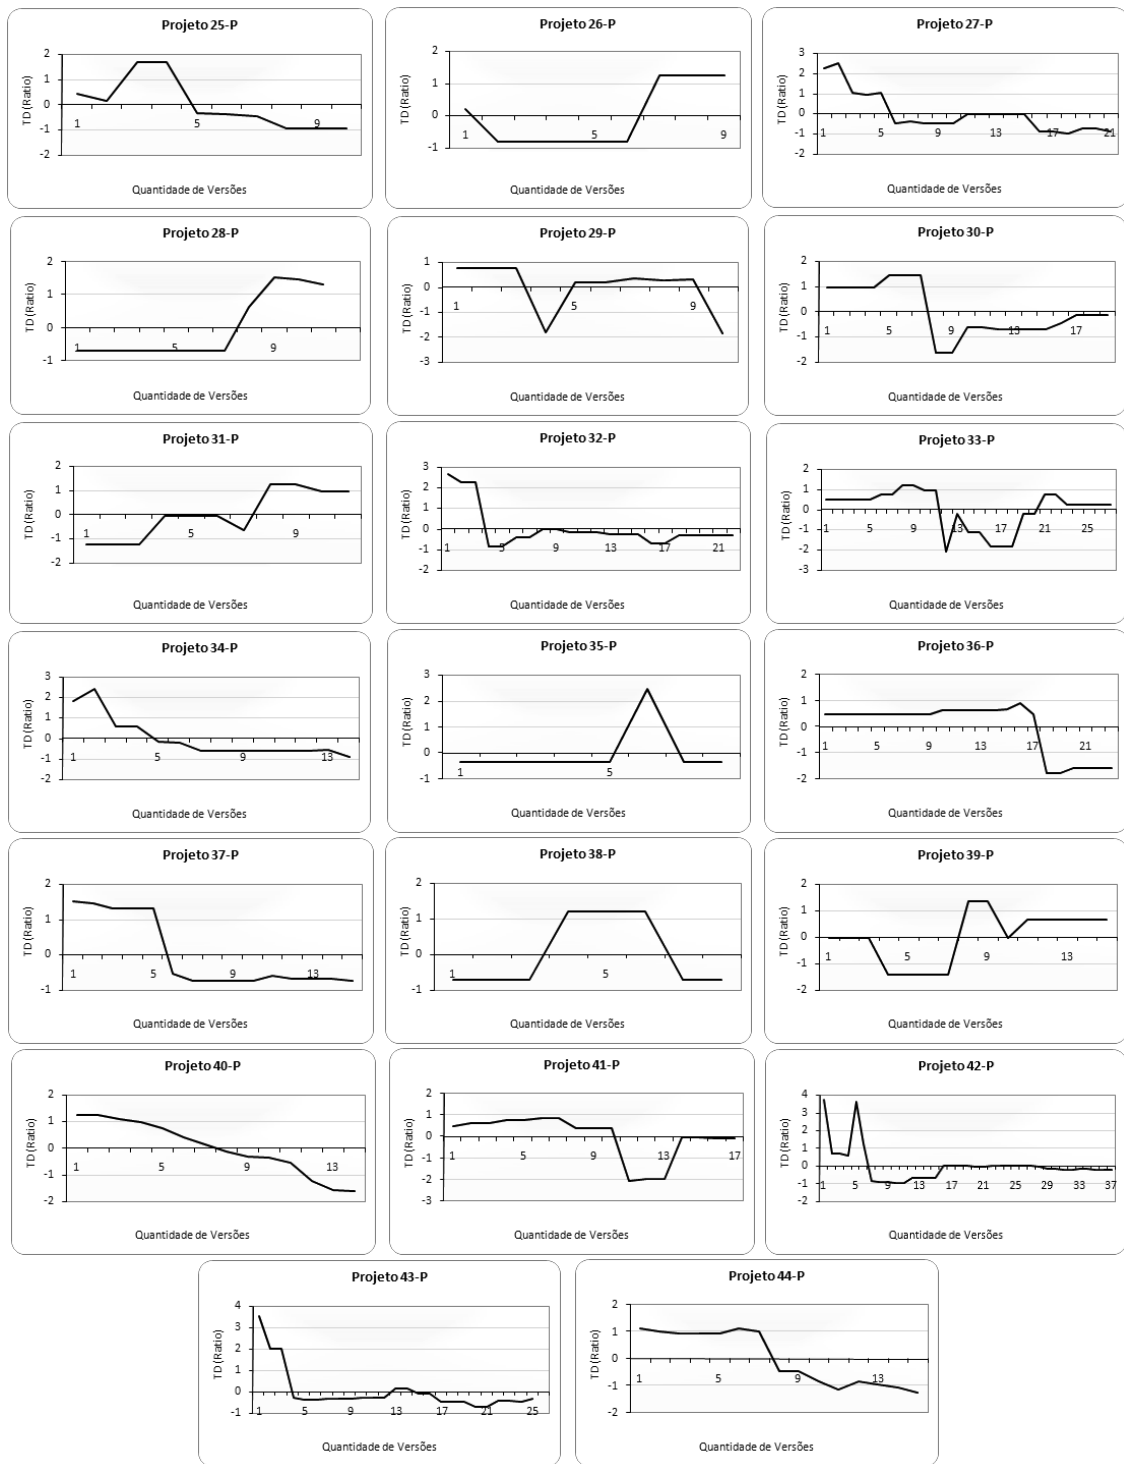 Projeto 25-P
TD (Ratio)
2
1
0
-1
-2
1 5 9
Quantidade de Versões
Projeto 26-P
TD (Ratio)
2
1
0
-1
1 5 9
Quantidade de Versões
Projeto 27-P
TD (Ratio)
3
2
1
0
-1
-2
1 5 9 13 17 21
Quantidade de Versões
Projeto 28-P
TD (Ratio)
2
1
0
-1
1 5 9
Quantidade de Versões
Projeto 29-P
TD (Ratio)
1
0
-1
-2
-3
1 5 9
Quantidade de Versões
Projeto 30-P
TD (Ratio)
2
1
0
-1
-2
1 5 9 13 17
Quantidade de Versões
Projeto 31-P
TD (Ratio)
2
1
0
-1
-2
1 5 9
Quantidade de Versões
Projeto 32-P
TD (Ratio)
3
2
1
0
-1
-2
1 5 9 13 17 21
Quantidade de Versões
Projeto 33-P
TD (Ratio)
2
1
0
-1
-2
-3
1 5 9 13 17 21 25
Quantidade de Versões
Projeto 34-P
TD (Ratio)
3
2
1
0
-1
-2
1 5 9 13
Quantidade de Versões
Projeto 35-P
TD (Ratio)
3
2
1
0
-1
1 5
Quantidade de Versões
Projeto 36-P
TD (Ratio)
2
1
0
-1
-2
1 5 9 13 17 21
Quantidade de Versões
Projeto 37-P
TD (Ratio)
2
1
0
-1
1 5 9 13
Quantidade de Versões
Projeto 38-P
TD (Ratio)
2
1
0
-1
1 5
Quantidade de Versões
Projeto 39-P
TD (Ratio)
2
1
0
-1
-2
1 5 9 13
Quantidade de Versões
Projeto 40-P
TD (Ratio)
2
1
0
-1
-2
1 5 9 13
Quantidade de Versões
Projeto 41-P
TD (Ratio)
2
1
0
-1
-2
-3
1 5 9 13 17
Quantidade de Versões
Projeto 42-P
TD (Ratio)
4
3
2
1
0
-1
-2
1 5 9 13 17 21 25 29 33 37
Quantidade de Versões
Projeto 43-P
TD (Ratio)
4
3
2
1
0
-1
1 5 9 13 17 21 25
Quantidade de Versões
Projeto 44-P
TD (Ratio)
2
1
0
-1
-2
1 5 9 13
Quantidade de Versões